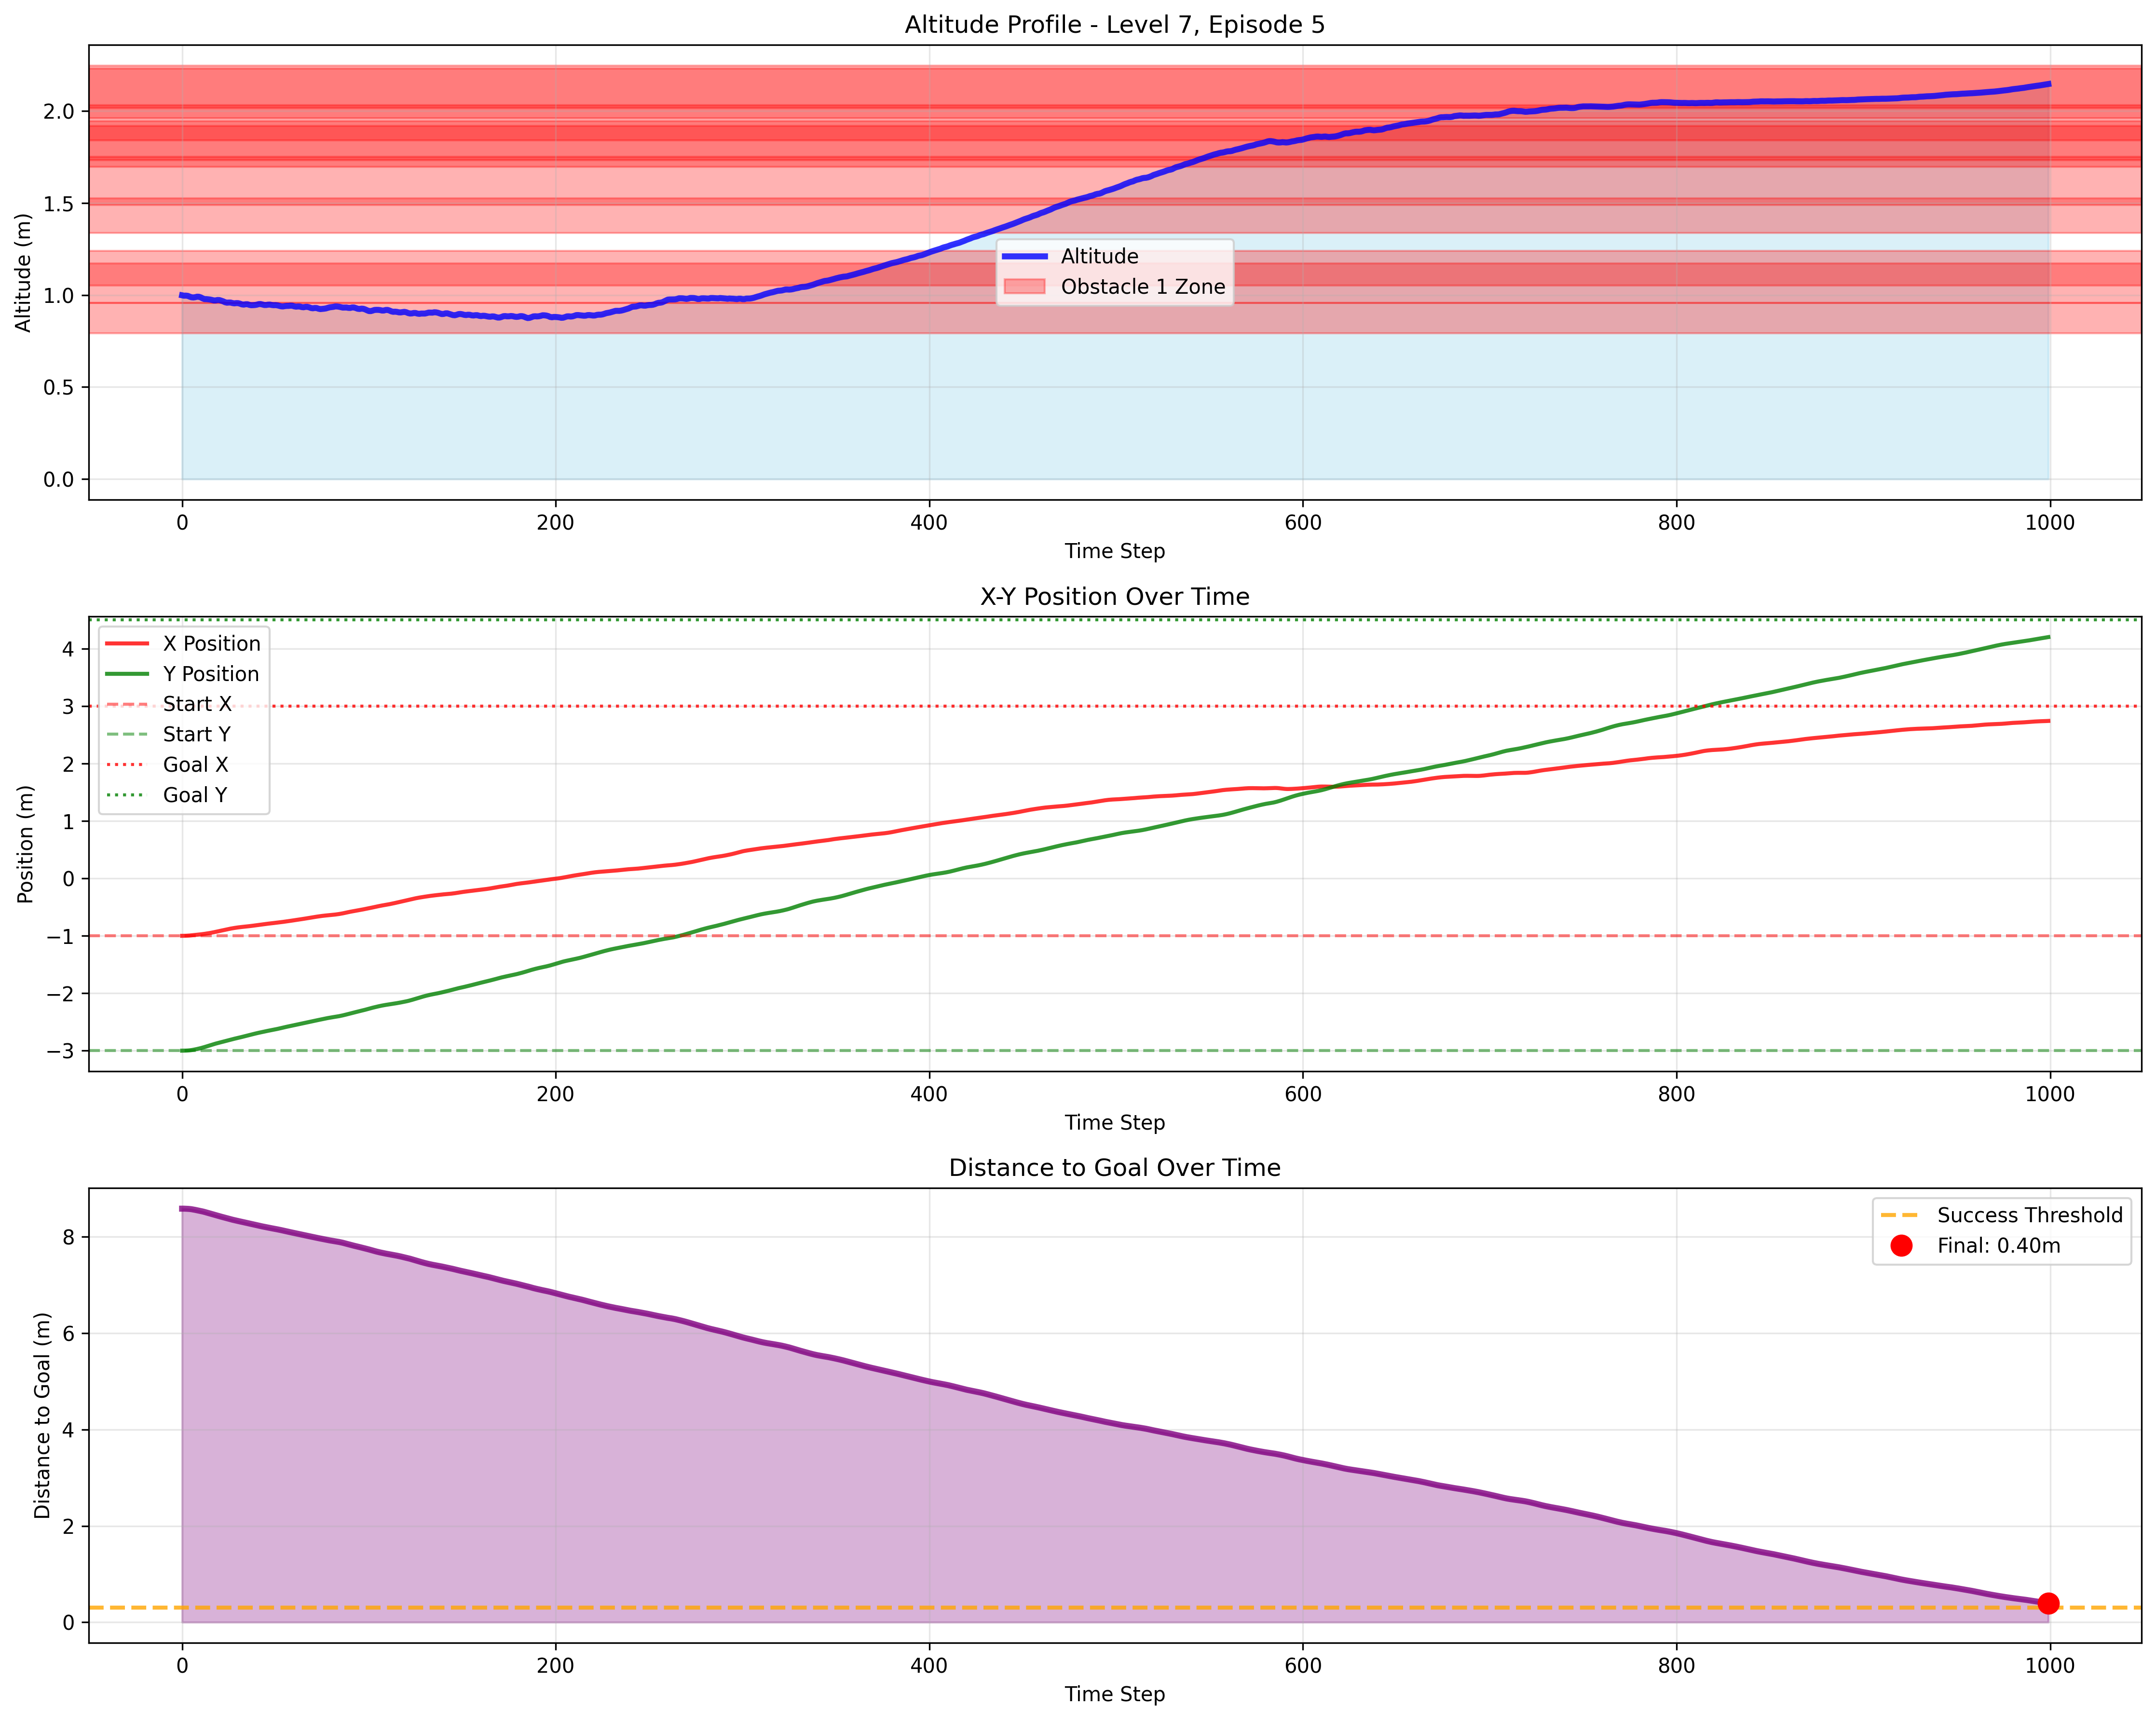 Altitude Profile - Level 7, Episode 5
Altitude (m)
2.0
1.5
1.0
0.5
0.0
Altitude
Obstacle 1 Zone
0 200 400 600 800 1000
Time Step
X-Y Position Over Time
Position (m)
4
3
2
1
0
−1
−2
−3
X Position
Y Position
Start X
Start Y
Goal X
Goal Y
0 200 400 600 800 1000
Time Step
Distance to Goal Over Time
Distance to Goal (m)
8
6
4
2
0
Success Threshold
Final: 0.40m
0 200 400 600 800 1000
Time Step